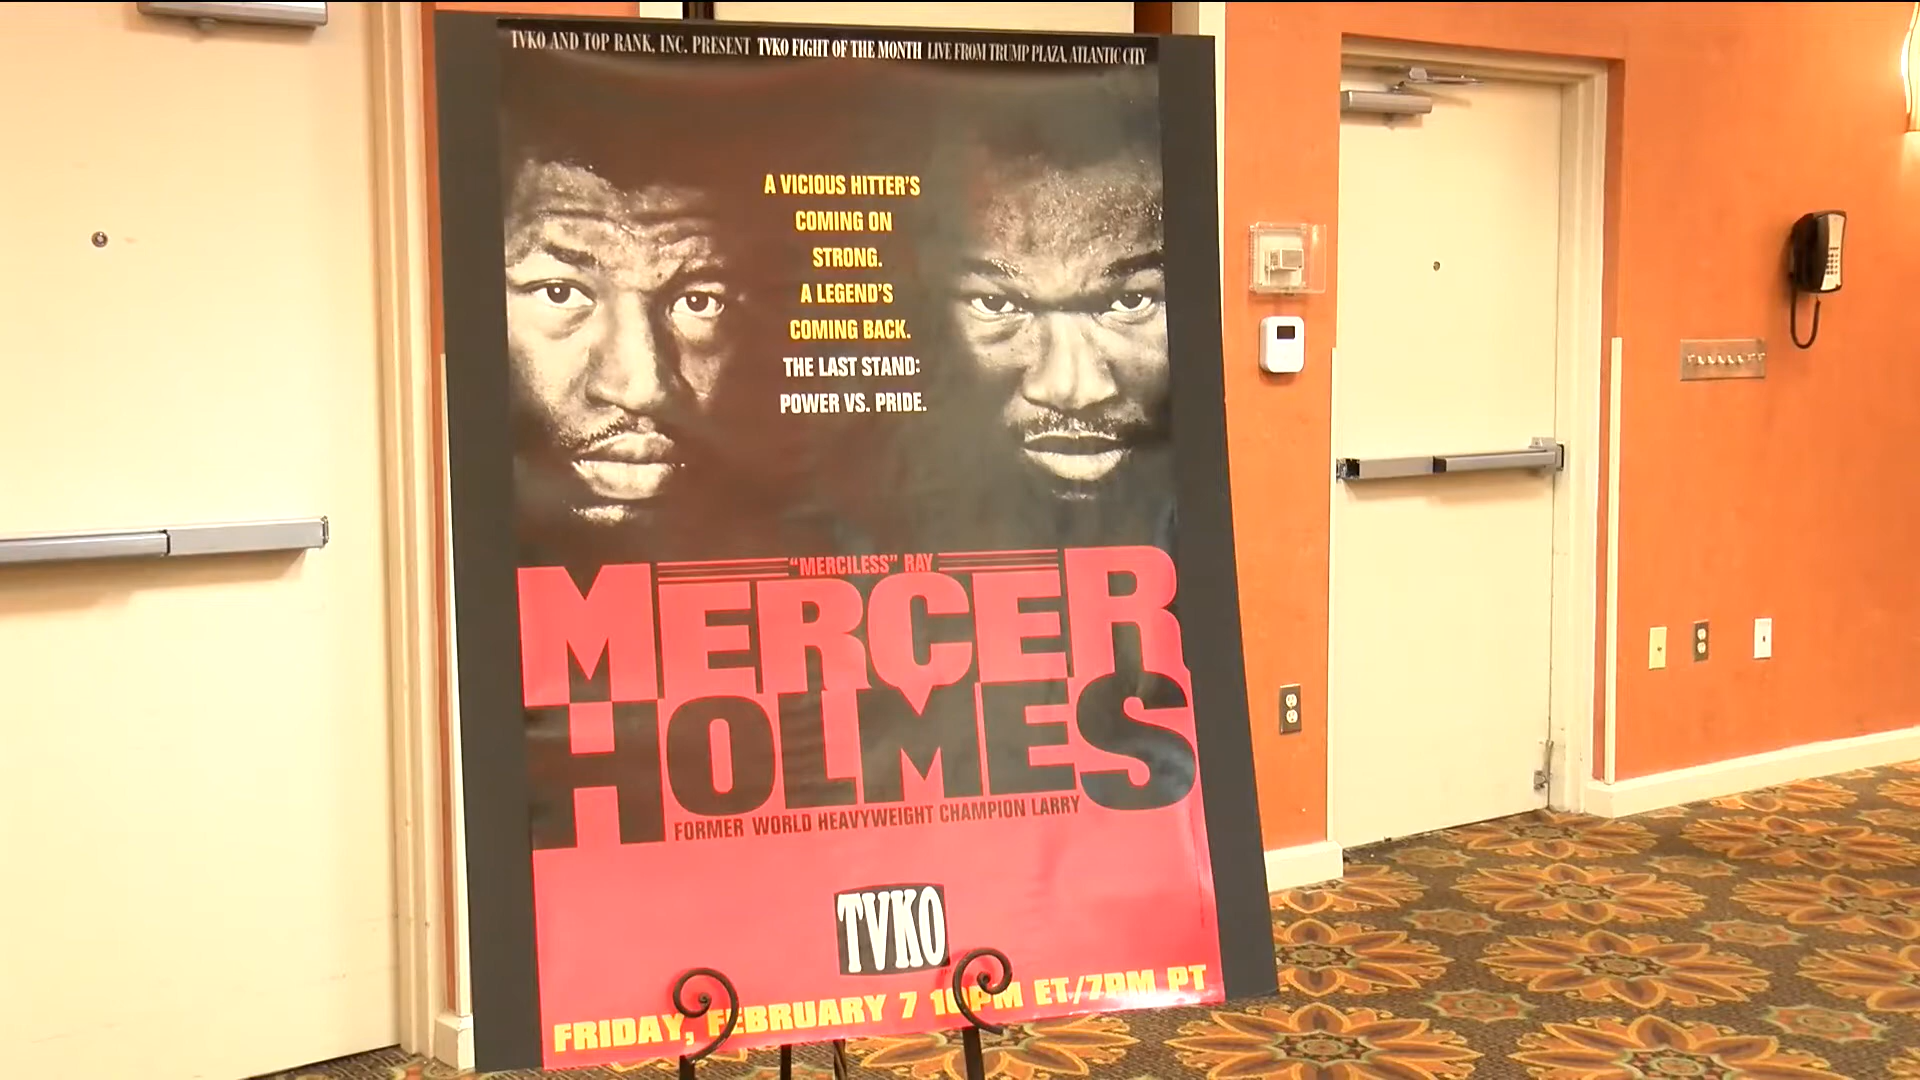 TVKO AND TOP RANK, INC. PRESENT TVKO FIGHT OF THE MONTH LIVE FROM TRUMP PLAZA, ATLANTIC CITY
A VICIOUS HITTER'S
COMING ON
STRONG.
A LEGEND'S
COMING BACK.
THE LAST STAND:
POWER VS. PRIDE.
"MERCILESS" RAY
MERCER
HOLMES
FORMER WORLD HEAVYWEIGHT CHAMPION LARRY
TVKO
FRIDAY, FEBRUARY 7 10PM ET/7PM PT